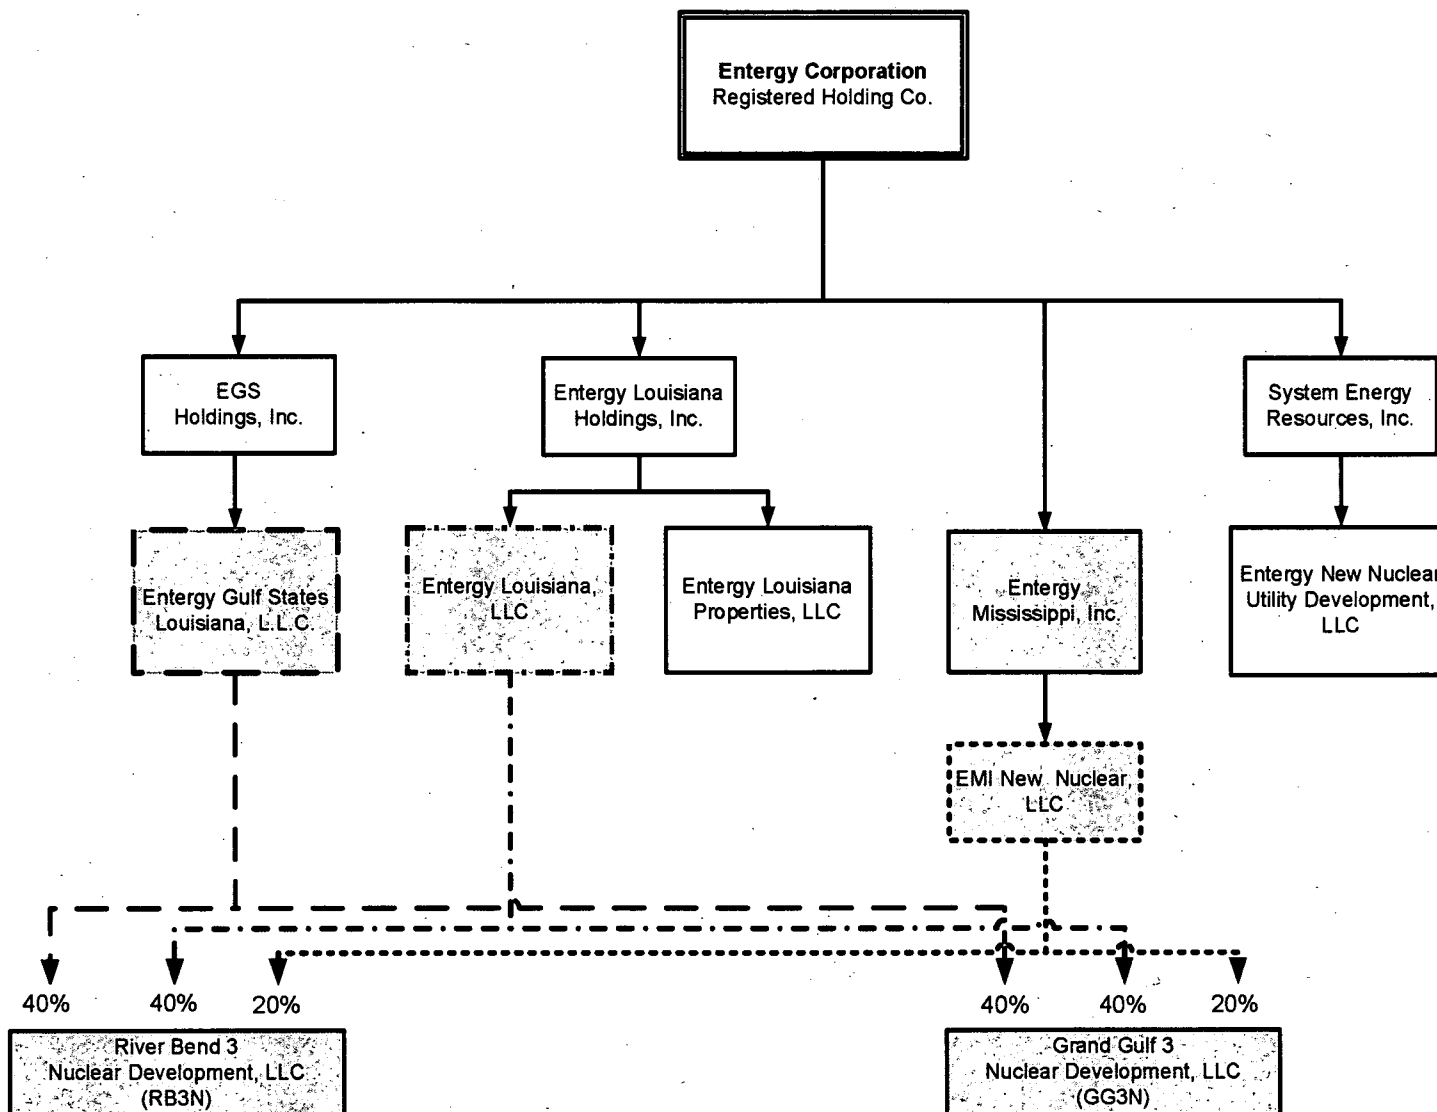 Entergy Corporation
Registered Holding Co.
EGS
Holdings, Inc.
Entergy Louisiana
Holdings, Inc.
System Energy
Resources, Inc.
Entergy Gulf States
Louisiana, L.L.C.
Entergy Louisiana,
LLC
Entergy Louisiana
Properties, LLC
Entergy
Mississippi, Inc.
Entergy New Nuclear
Utility Development,
LLC
EMI New Nuclear,
LLC
40%
40%
20%
40%
40%
20%
River Bend 3
Nuclear Development, LLC
(RB3N)
Grand Gulf 3
Nuclear Development, LLC
(GG3N)